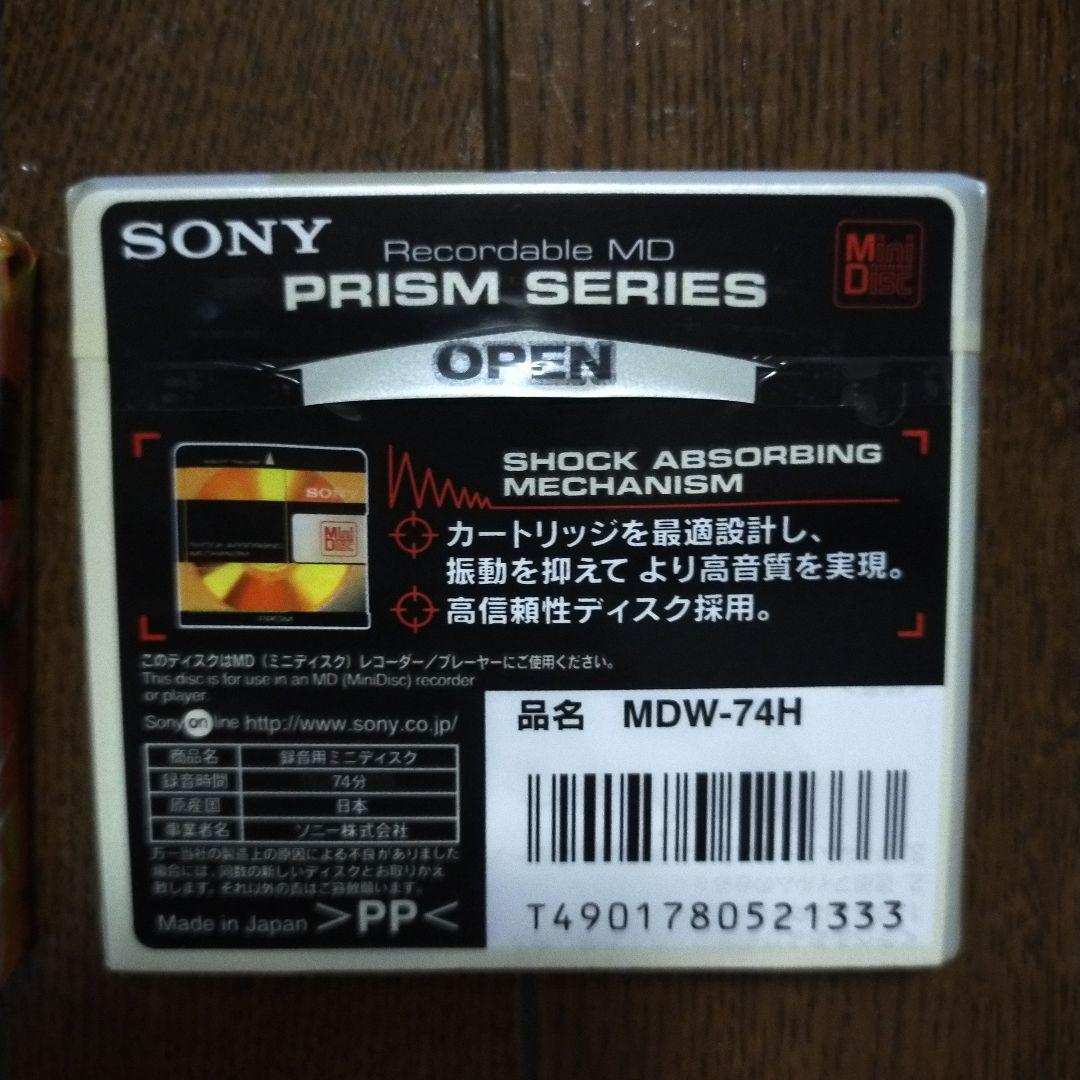 SONY
Recordable MD
PRISM SERIES
Mini
Disc
OPEN
SHOCK ABSORBING
MECHANISM
SONY
Mini
Disc
SHOCK ABSORBING
MECHANISM
PRISM
カートリッジを最適設計し、
振動を抑えて より高音質を実現。
高信頼性ディスク採用。
このディスクはMD（ミニディスク）レコーダー／プレーヤーにご使用ください。
This disc is for use in an MD (MiniDisc) recorder
or player.
Sony on line http://www.sony.co.jp/
商品名 録音用ミニディスク
録音時間 74分
原産国 日本
事業者名 ソニー株式会社
万一当社の製造上の原因による不良がありました
場合には、同数の新しいディスクとお取りかえ
致します。それ以外の責はご容赦願います。
Made in Japan >PP<
品名 MDW-74H
T4901780521333